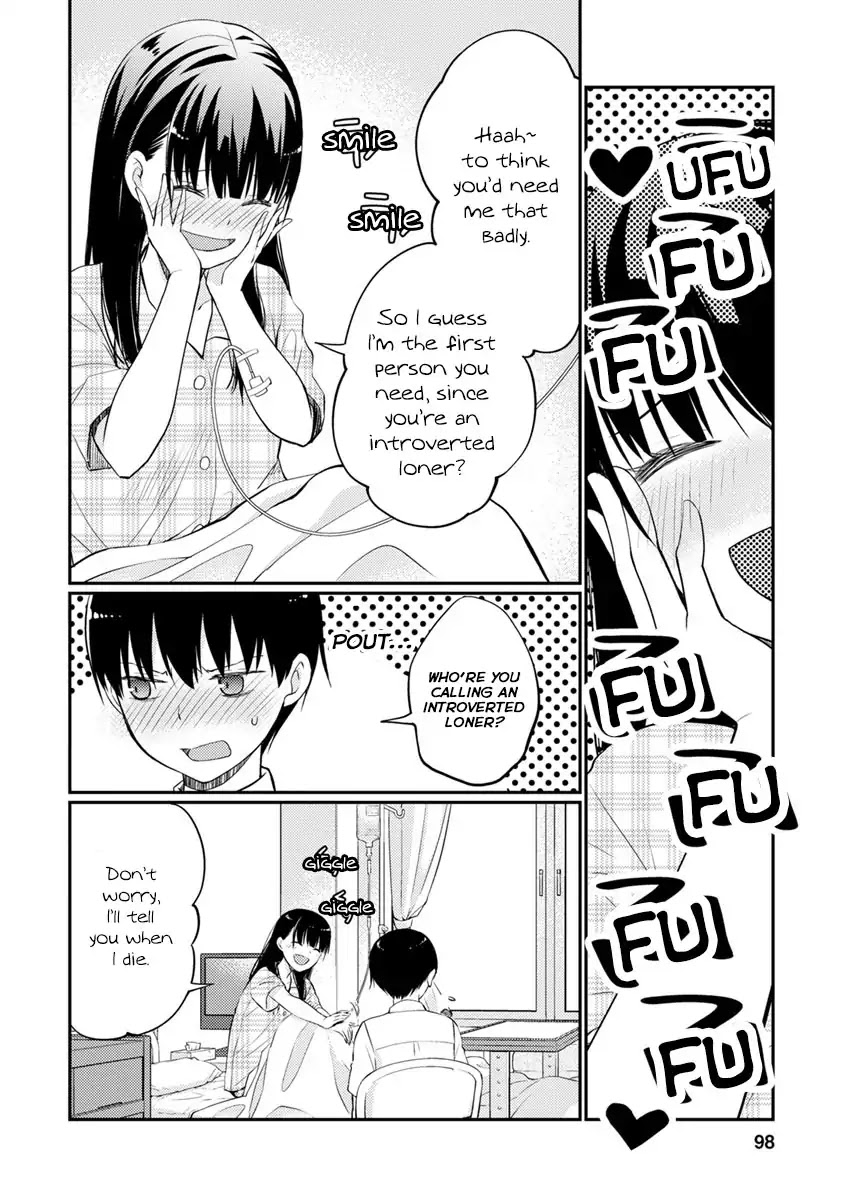 UFU
FU
FU
FU
FU
FU
FU
Haah~
to think
you'd need
me that
badly.
smile
smile
So I guess
I'm the first
person you
need, since
you're an
introverted
loner?
POUT...
WHO'RE YOU
CALLING AN
INTROVERTED
LONER?
giggle
giggle
Don't
worry,
I'll tell
you when
I die.
98